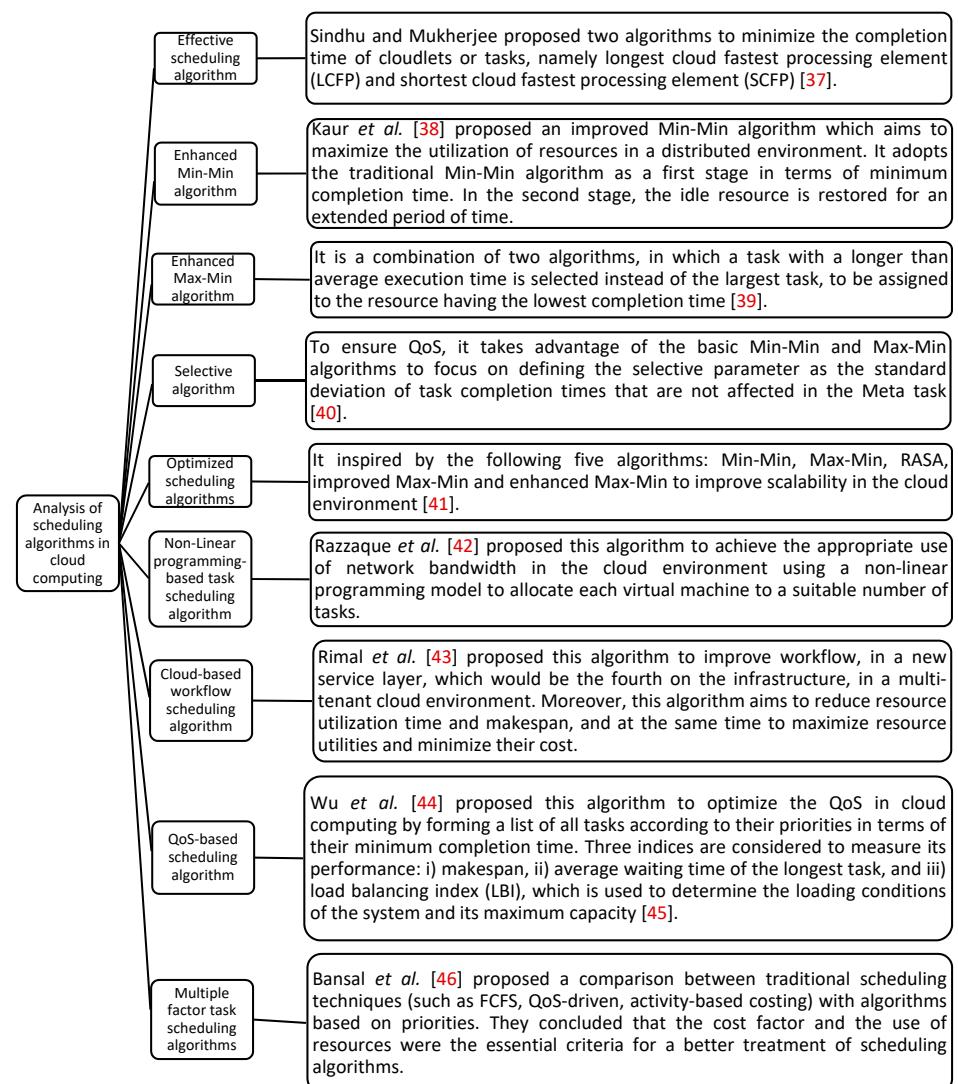 Effective
scheduling
algorithm
Sindhu and Mukherjee proposed two algorithms to minimize the completion
time of cloudlets or tasks, namely longest cloud fastest processing element
(LCFP) and shortest cloud fastest processing element (SCFP) [37].
Enhanced
Min-Min
algorithm
Kaur et al. [38] proposed an improved Min-Min algorithm which aims to
maximize the utilization of resources in a distributed environment. It adopts
the traditional Min-Min algorithm as a first stage in terms of minimum
completion time. In the second stage, the idle resource is restored for an
extended period of time.
Enhanced
Max-Min
algorithm
It is a combination of two algorithms, in which a task with a longer than
average execution time is selected instead of the largest task, to be assigned
to the resource having the lowest completion time [39].
Selective
algorithm
To ensure QoS, it takes advantage of the basic Min-Min and Max-Min
algorithms to focus on defining the selective parameter as the standard
deviation of task completion times that are not affected in the Meta task
[40].
Optimized
scheduling
algorithms
It inspired by the following five algorithms: Min-Min, Max-Min, RASA,
improved Max-Min and enhanced Max-Min to improve scalability in the cloud
environment [41].
Analysis of
scheduling
algorithms in
cloud
computing
Non-Linear
programming-
based task
scheduling
algorithm
Razzaque et al. [42] proposed this algorithm to achieve the appropriate use
of network bandwidth in the cloud environment using a non-linear
programming model to allocate each virtual machine to a suitable number of
tasks.
Cloud-based
workflow
scheduling
algorithm
Rimal et al. [43] proposed this algorithm to improve workflow, in a new
service layer, which would be the fourth on the infrastructure, in a multi-
tenant cloud environment. Moreover, this algorithm aims to reduce resource
utilization time and makespan, and at the same time to maximize resource
utilities and minimize their cost.
QoS-based
scheduling
algorithm
Wu et al. [44] proposed this algorithm to optimize the QoS in cloud
computing by forming a list of all tasks according to their priorities in terms of
their minimum completion time. Three indices are considered to measure its
performance: i) makespan, ii) average waiting time of the longest task, and iii)
load balancing index (LBI), which is used to determine the loading conditions
of the system and its maximum capacity [45].
Multiple
factor task
scheduling
algorithms
Bansal et al. [46] proposed a comparison between traditional scheduling
techniques (such as FCFS, QoS-driven, activity-based costing) with algorithms
based on priorities. They concluded that the cost factor and the use of
resources were the essential criteria for a better treatment of scheduling
algorithms.